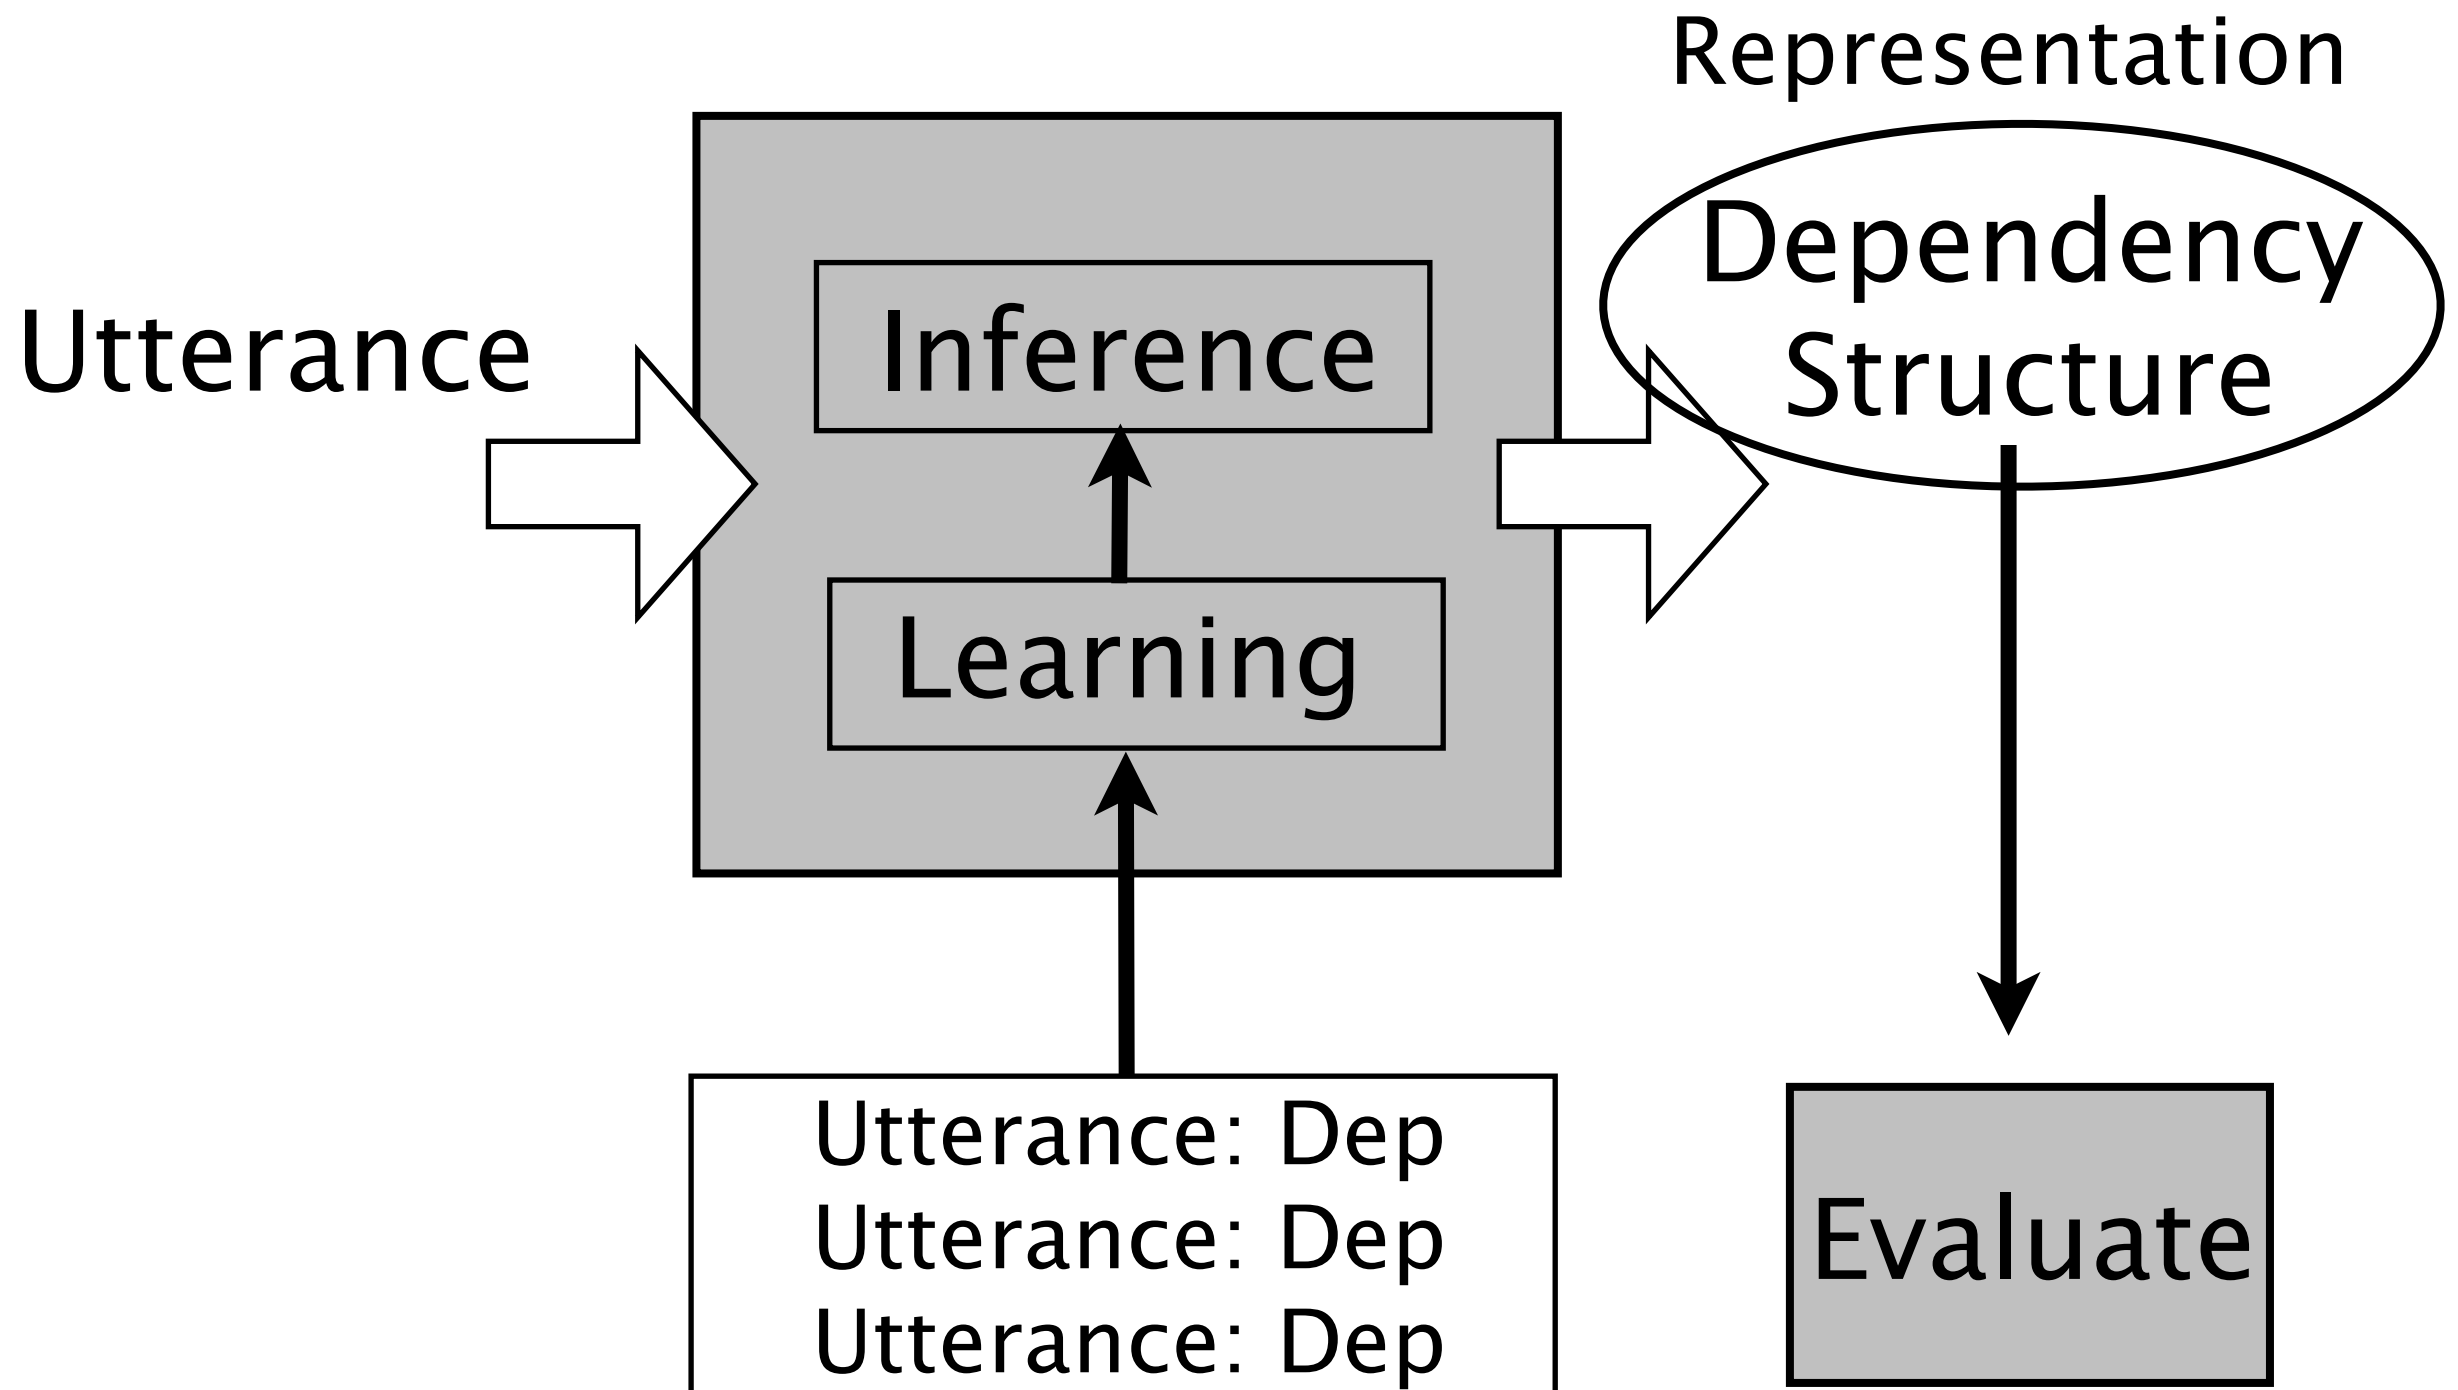 Representation
Utterance
Inference
Dependency
Structure
Learning
Utterance: Dep
Utterance: Dep
Utterance: Dep
Evaluate